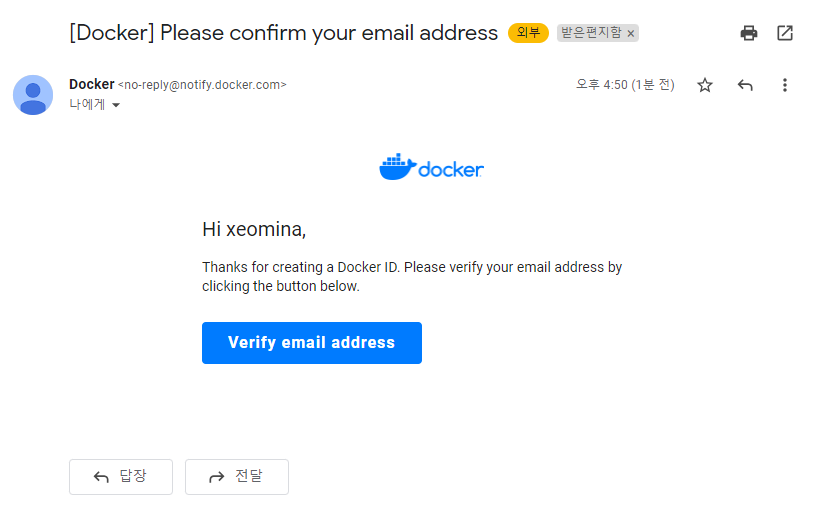 [Docker] Please confirm your email address 외부 받은편지함 ×
Docker <no-reply@notify.docker.com> 오후 4:50 (1분 전)
나에게
docker
Hi xeomina,
Thanks for creating a Docker ID. Please verify your email address by
clicking the button below.
Verify email address
답장 전달